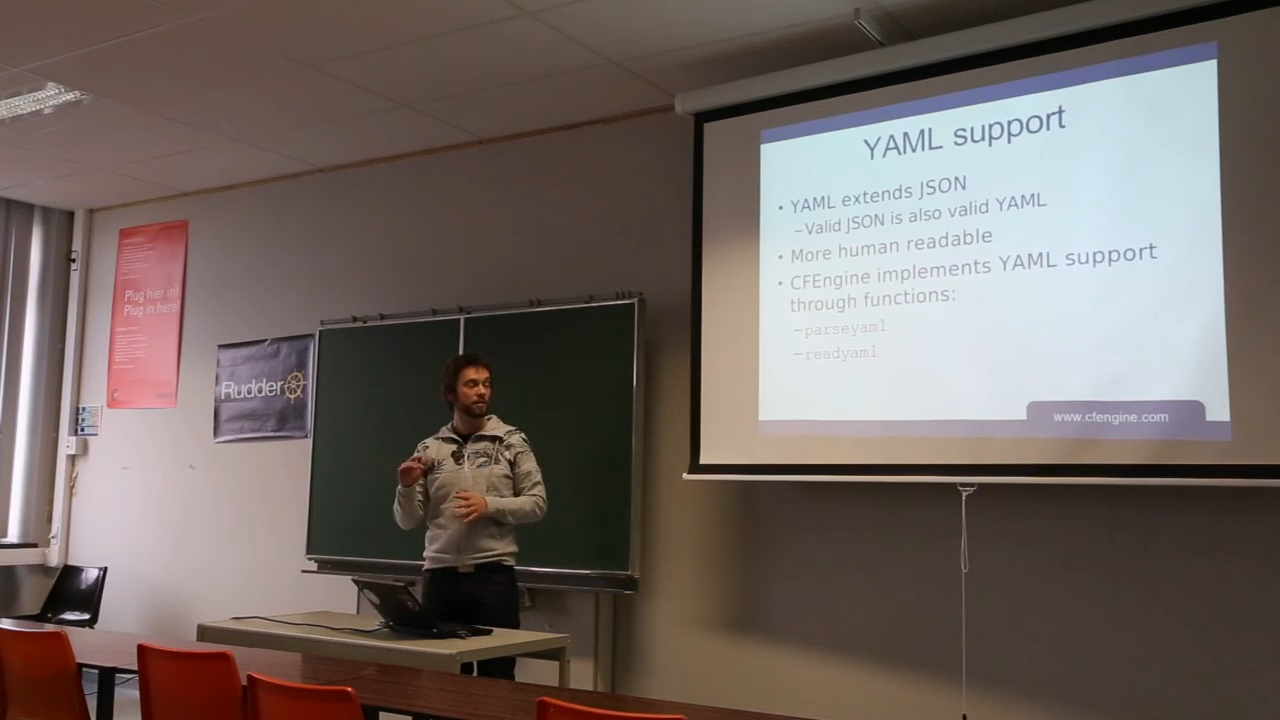 YAML support
• YAML extends JSON
–Valid JSON is also valid YAML
• More human readable
• CFEngine implements YAML support
through functions:
–parseyaml
–readyaml
www.cfengine.com
Plug hier in!
Plug in here!
Rudder